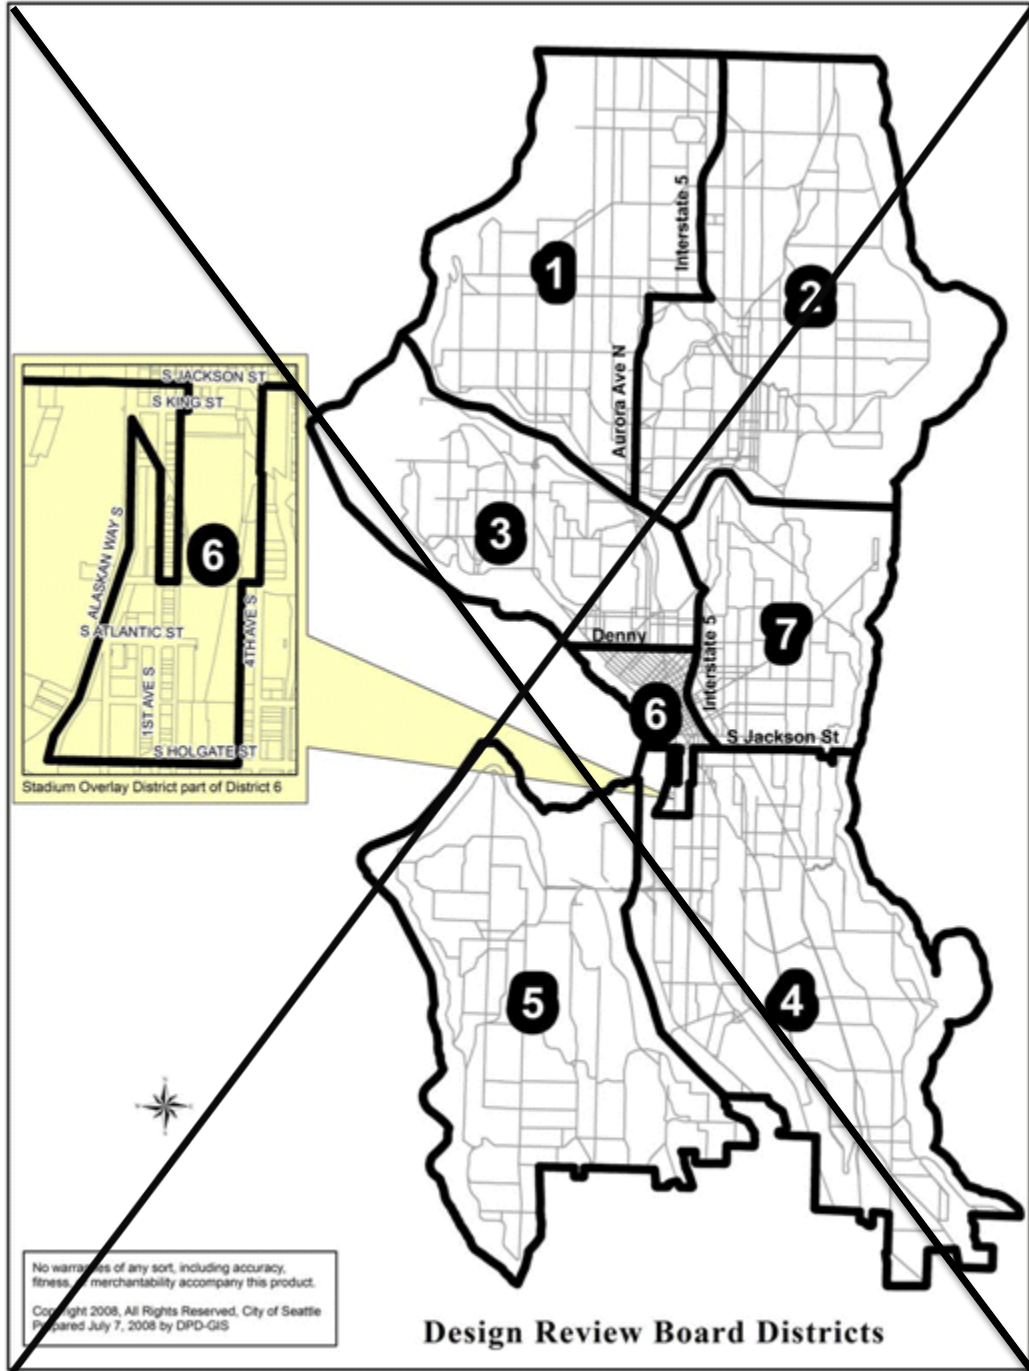 1
2
Interstate 5
Aurora Ave N
3
Denny
Interstate 5
7
6
S Jackson St
5
4
S JACKSON ST
S KING ST
6
ALASKAN WAY S
S ATLANTIC ST
4TH AVE S
1ST AVE S
S HOLGATE ST
Stadium Overlay District part of District 6
No warranties of any sort, including accuracy,
fitness, or merchantability accompany this product.
Copyright 2008, All Rights Reserved, City of Seattle
Prepared July 7, 2008 by DPD-GIS
Design Review Board Districts